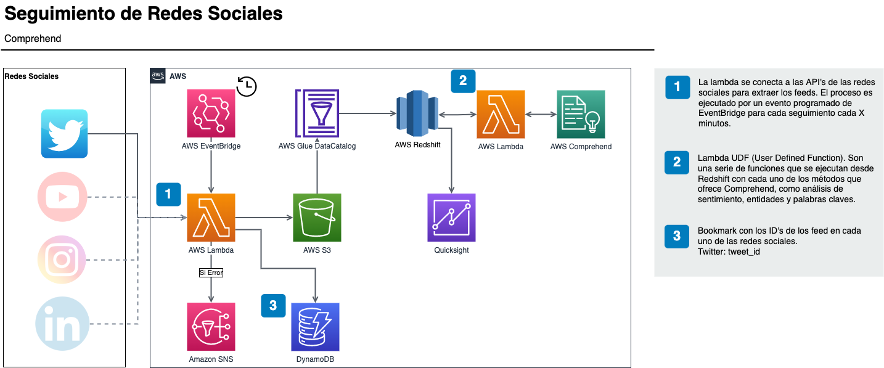 Seguimiento de Redes Sociales
Comprehend
Redes Sociales
aws
AWS
AWS EventBridge
AWS Glue DataCatalog
AWS Redshift
2
AWS Lambda
AWS Comprehend
1
AWS Lambda
AWS S3
Quicksight
Si Error
3
Amazon SNS
DynamoDB
in
1
La lambda se conecta a las API's de las redes
sociales para extraer los feeds. El proceso es
ejecutado por un evento programado de
EventBridge para cada seguimiento cada X
minutos.
2
Lambda UDF (User Defined Function). Son
una serie de funciones que se ejecutan desde
Redshift con cada uno de los métodos que
ofrece Comprehend, como análisis de
sentimiento, entidades y palabras claves.
3
Bookmark con los ID's de los feed en cada
uno de las redes sociales.
Twitter: tweet_id